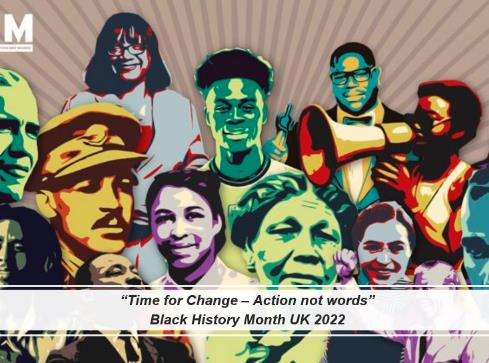 M
“Time for Change – Action not words”
Black History Month UK 2022